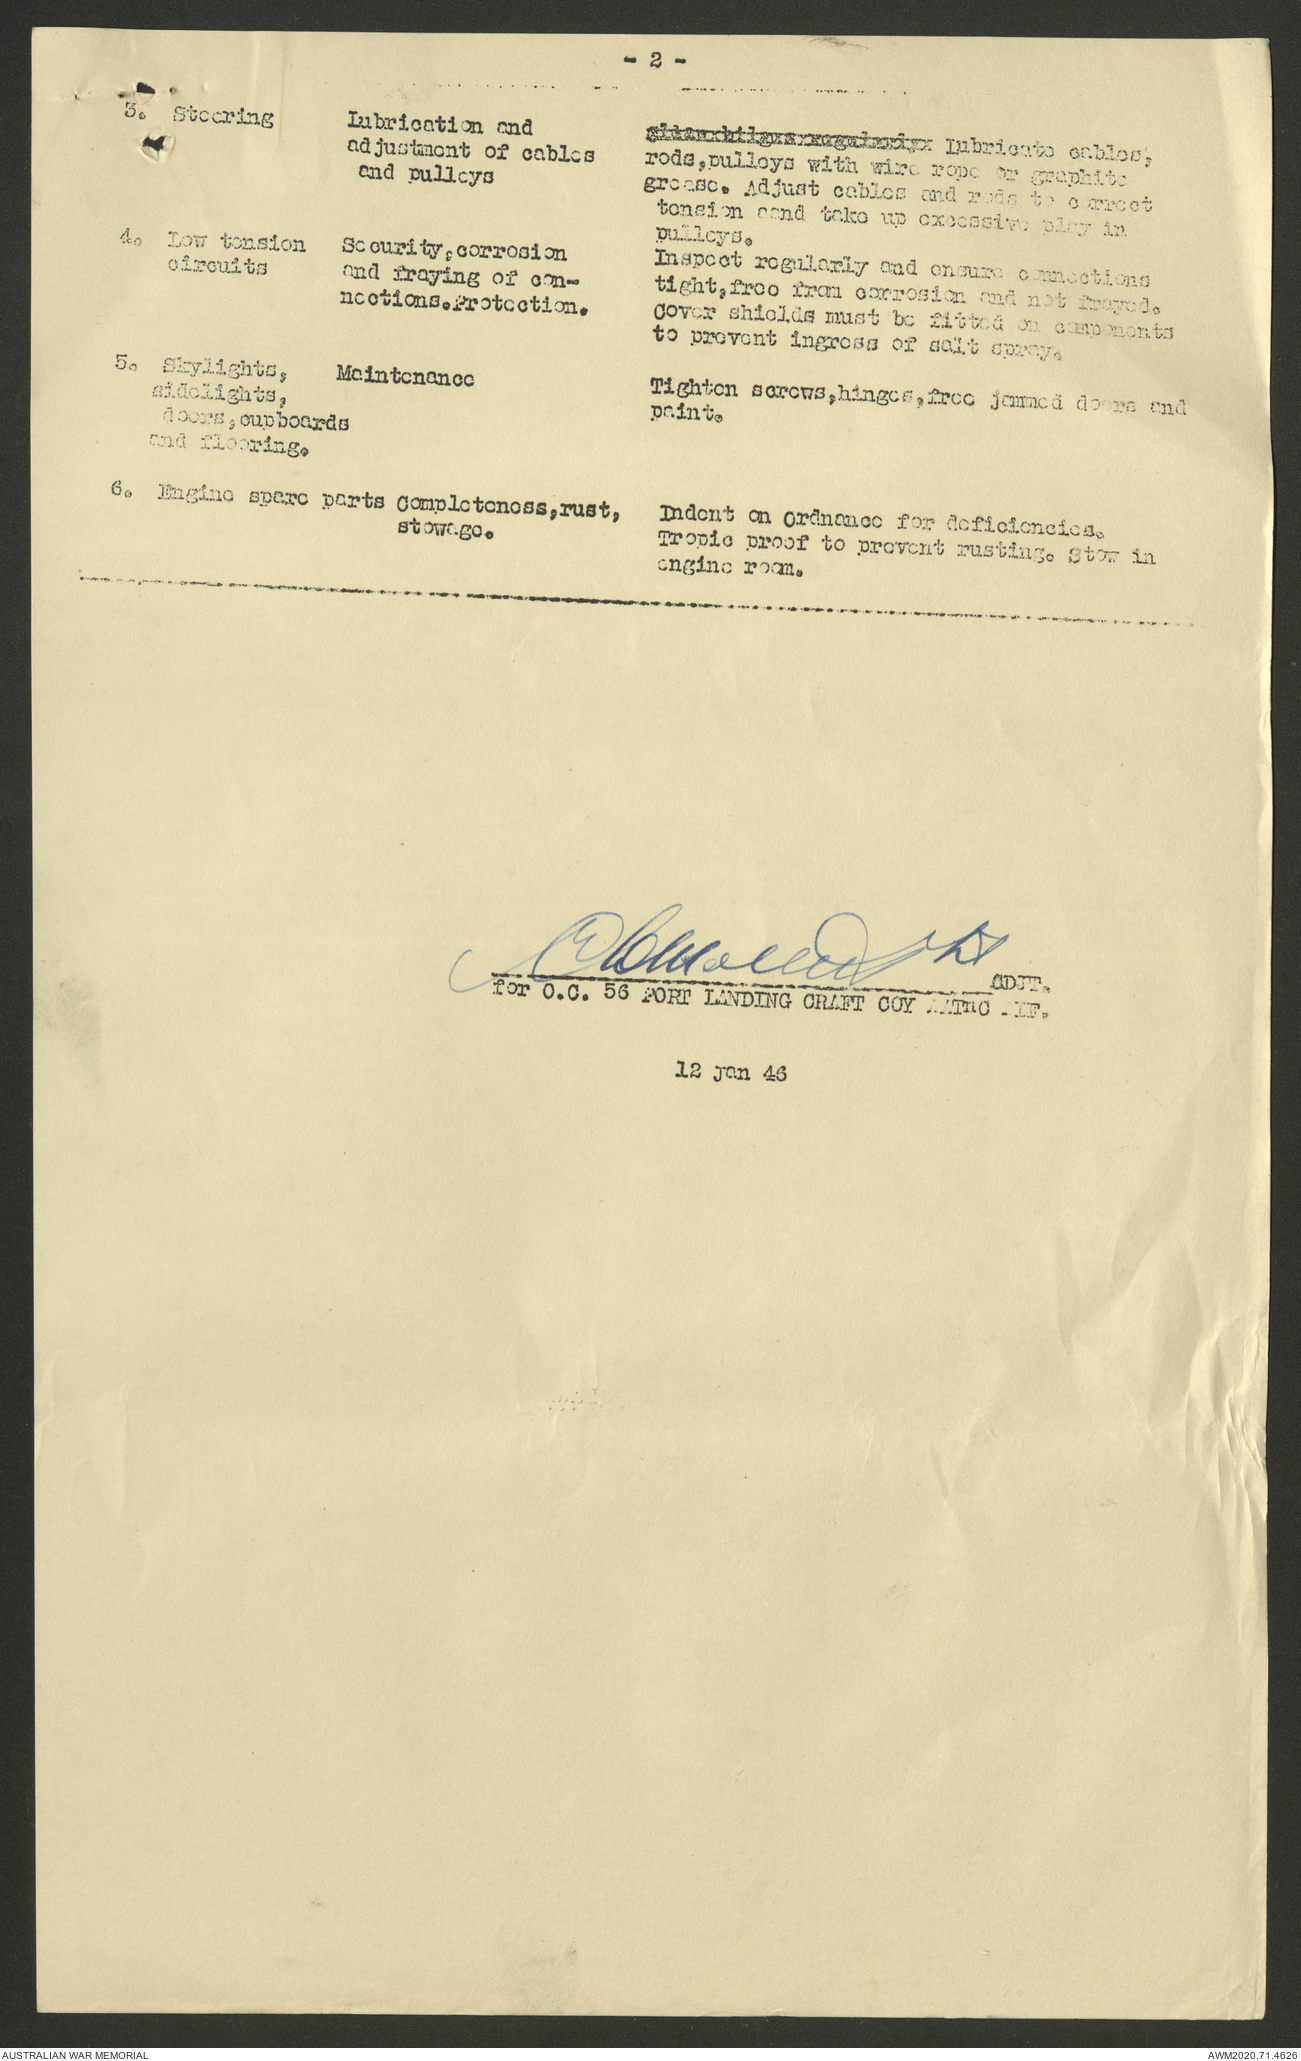 - 2 -
3. Steering
Lubrication and
adjustment of cables
and pulleys
Lubricate cables,
rods,pulleys with wire rope or graphite
grease. Adjust cables and rods to correct
tension aand take up excessive play in
pulleys.
4. Low tension
circuits
Security,corrosion
and fraying of con-
nections.Protection.
Inspect regularly and ensure connections
tight,free from corrosion and not frayed.
Cover shields must be fitted on components
to prevent ingress of salt spray.
5. Skylights,
sidelights,
doors,cupboards
and flooring.
Maintenance
Tighten screws,hinges,free jammed doors and
paint.
6. Engine spare parts
Completeness,rust,
stowage.
Indent on Ordnance for deficiencies.
Tropic proof to prevent rusting. Stow in
engine room.
ADJT.
for O.C. 56 PORT LANDING CRAFT COY AATRC AIF.
12 Jan 46
AUSTRALIAN WAR MEMORIAL
AWM2020.71.4626